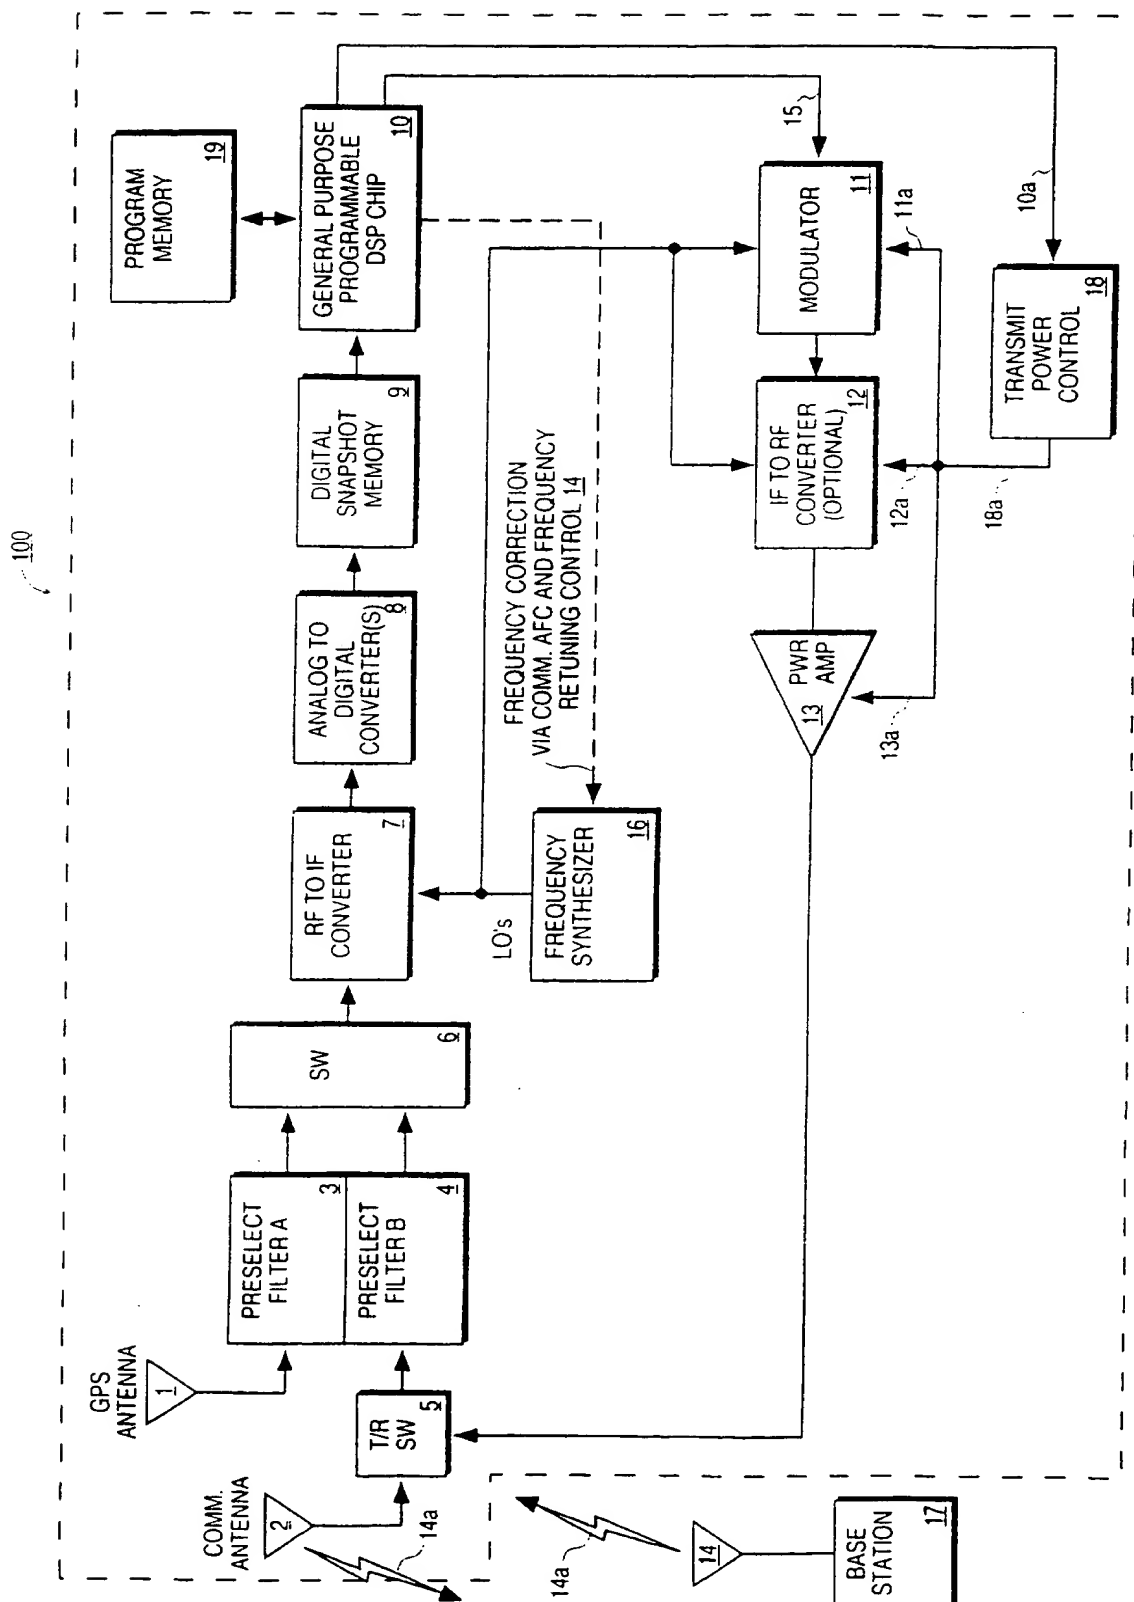 100
GPS
ANTENNA
1
COMM.
ANTENNA
2
14a
T/R
SW
5
PRESELECT
FILTER A
3
PRESELECT
FILTER B
4
SW
6
RF TO IF
CONVERTER
7
ANALOG TO
DIGITAL
CONVERTER(S)
8
DIGITAL
SNAPSHOT
MEMORY
9
GENERAL PURPOSE
PROGRAMMABLE
DSP CHIP
10
PROGRAM
MEMORY
19
LO's
FREQUENCY
SYNTHESIZER
16
FREQUENCY CORRECTION
VIA COMM. AFC AND FREQUENCY
RETUNING CONTROL 14
15
MODULATOR
11
11a
IF TO RF
CONVERTER
(OPTIONAL)
12
12a
PWR
AMP
13
13a
10a
TRANSMIT
POWER
CONTROL
18
18a
14a
14
BASE
STATION
17